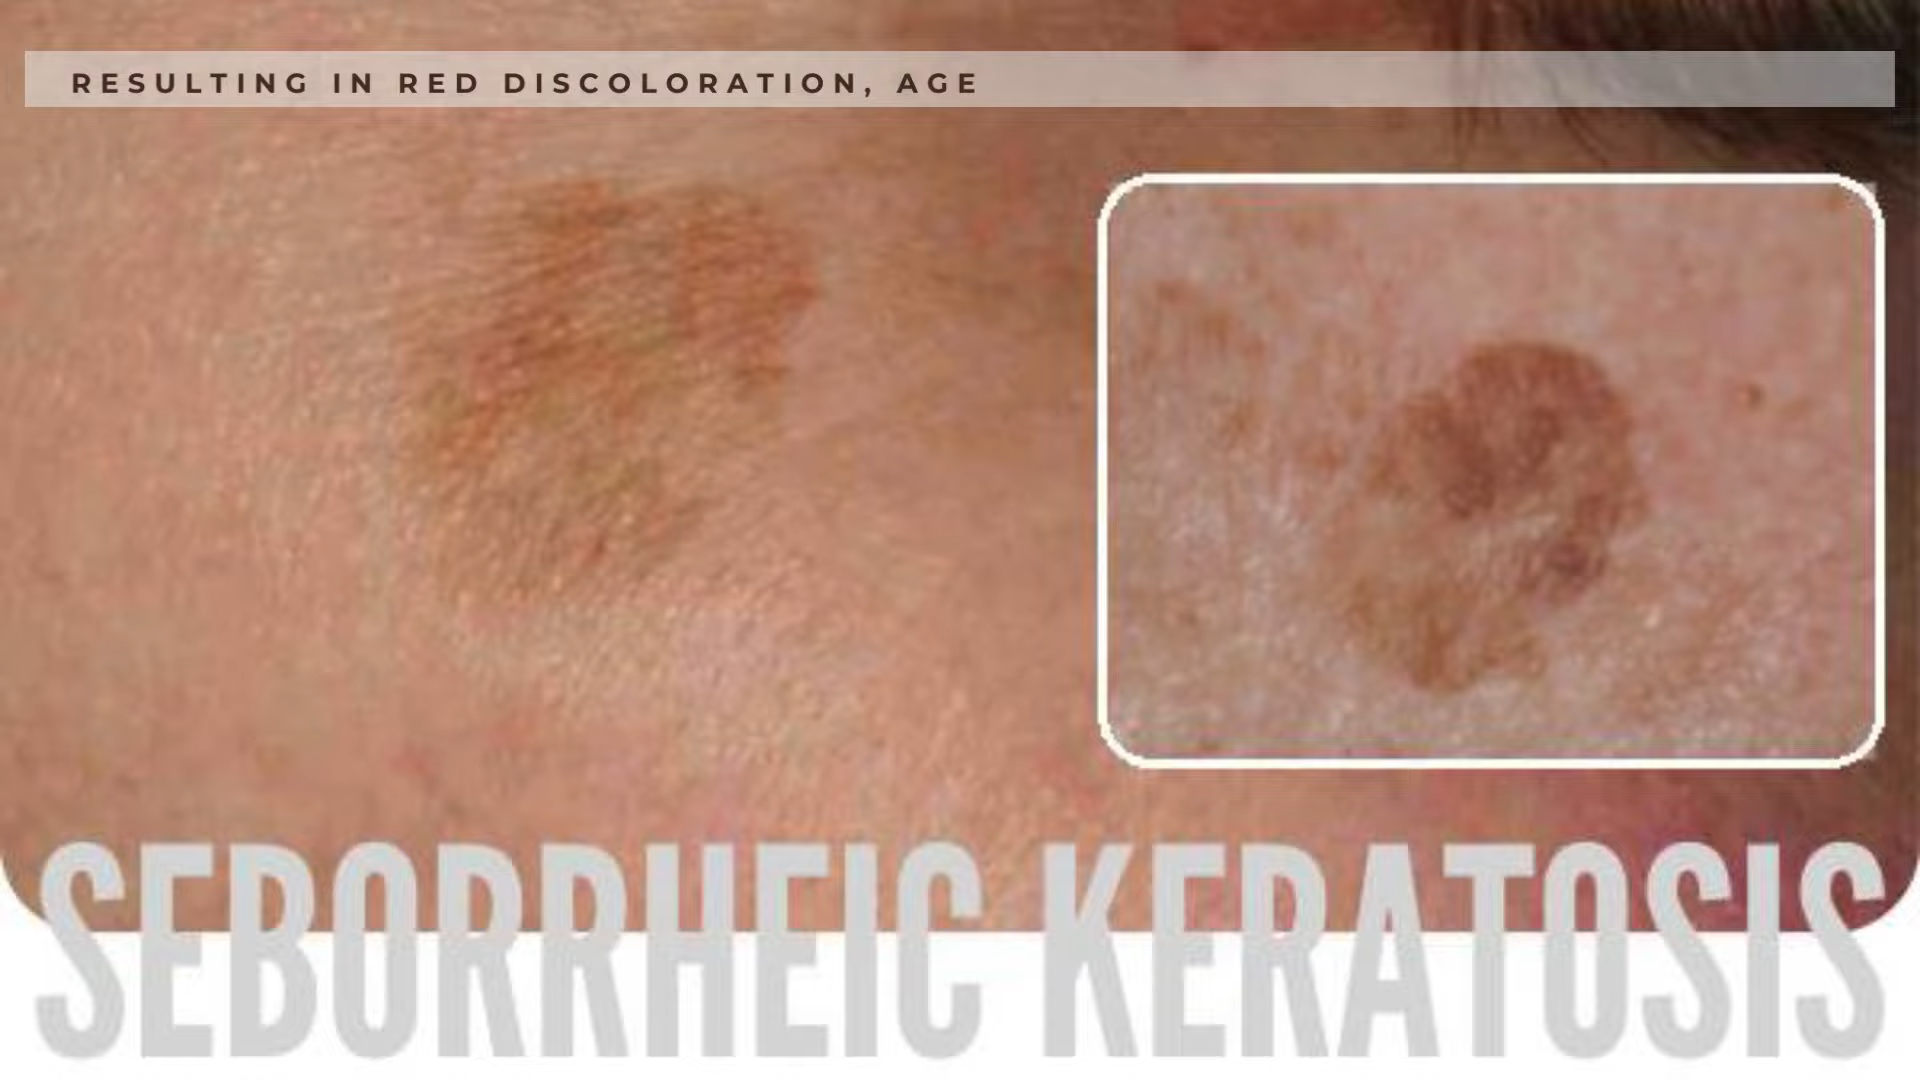 RESULTING IN RED DISCOLORATION, AGE
SEBORRHEIC KERATOSIS